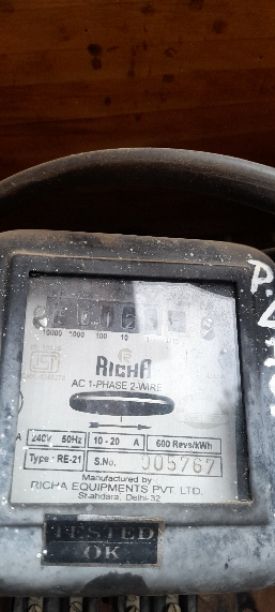 10000 1000 100 10
RICHA
AC 1-PHASE 2-WIRE
240V 50Hz 10 - 20 A 600 Revs/kWh
Type - RE-21 S.No. 005767
Manufactured by
RICHA EQUIPMENTS PVT. LTD.
Shahdara, Delhi-32
TESTED
OK
P.